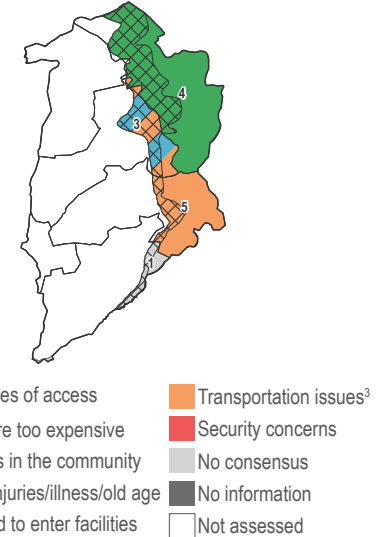 4
3
5
1
es of access
re too expensive
s in the community
njuries/illness/old age
d to enter facilities
Transportation issues³
Security concerns
No consensus
No information
Not assessed